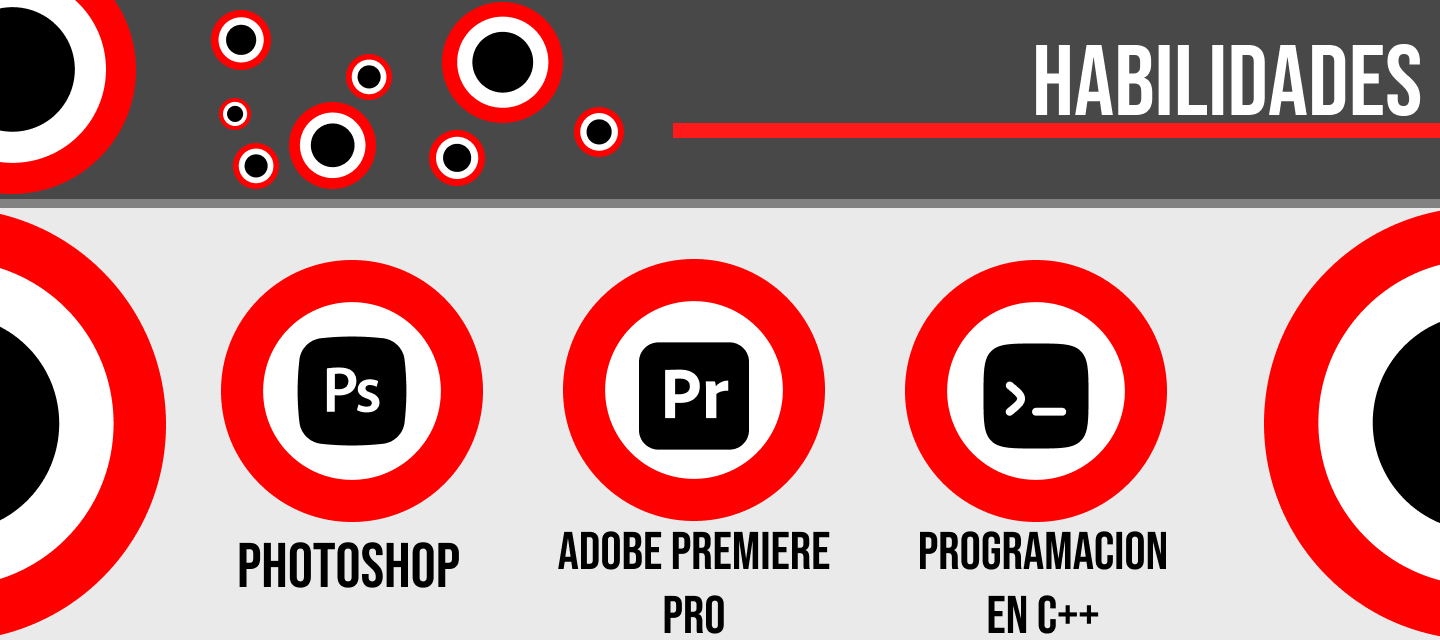 HABILIDADES
Ps
Pr
>_
PHOTOSHOP
ADOBE PREMIERE
PRO
PROGRAMACION
EN C++